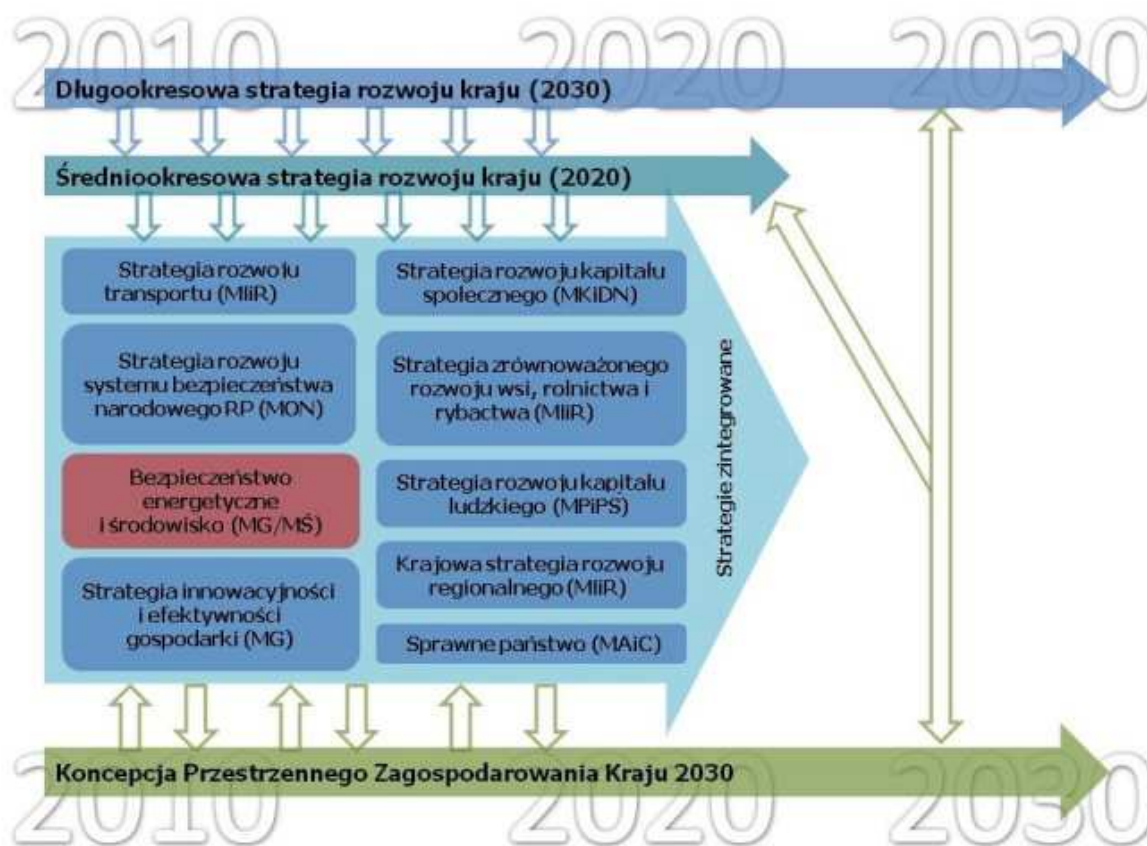 2010 2020 2030
Długookresowa strategia rozwoju kraju (2030)
Średniookresowa strategia rozwoju kraju (2020)
Strategia rozwoju
transportu (MIiR)
Strategia rozwoju
systemu bezpieczeństwa
narodowego RP (MON)
Bezpieczeństwo
energetyczne
i środowisko (MG/MŚ)
Strategia innowacyjności
i efektywności
gospodarki (MG)
Strategia rozwoju kapitału
społecznego (MKiDN)
Strategia zrównoważonego
rozwoju wsi, rolnictwa i
rybactwa (MIiR)
Strategia rozwoju kapitału
ludzkiego (MPiPS)
Krajowa strategia rozwoju
regionalnego (MIiR)
Sprawne państwo (MAiC)
Strategie zintegrowane
Koncepcja Przestrzennego Zagospodarowania Kraju 2030
2010 2020 2030